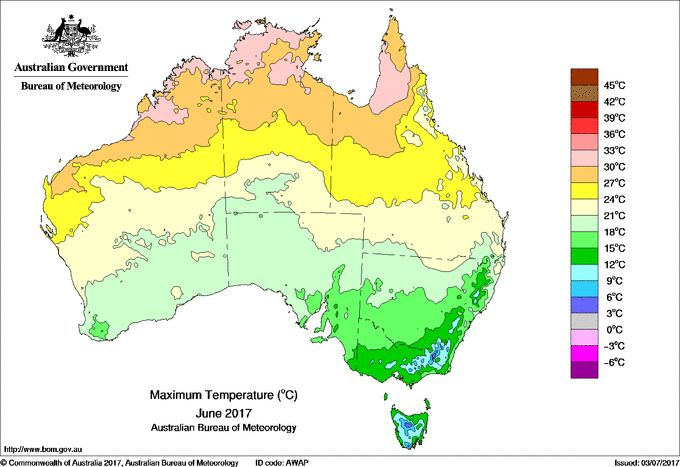 Australian Government
Bureau of Meteorology
45°C
42°C
39°C
36°C
33°C
30°C
27°C
24°C
21°C
18°C
15°C
12°C
9°C
6°C
3°C
0°C
-3°C
-6°C
Maximum Temperature (°C)
June 2017
Australian Bureau of Meteorology
http://www.bom.gov.au
© Commonwealth of Australia 2017, Australian Bureau of Meteorology ID code: AWAP Issued: 03/07/2017